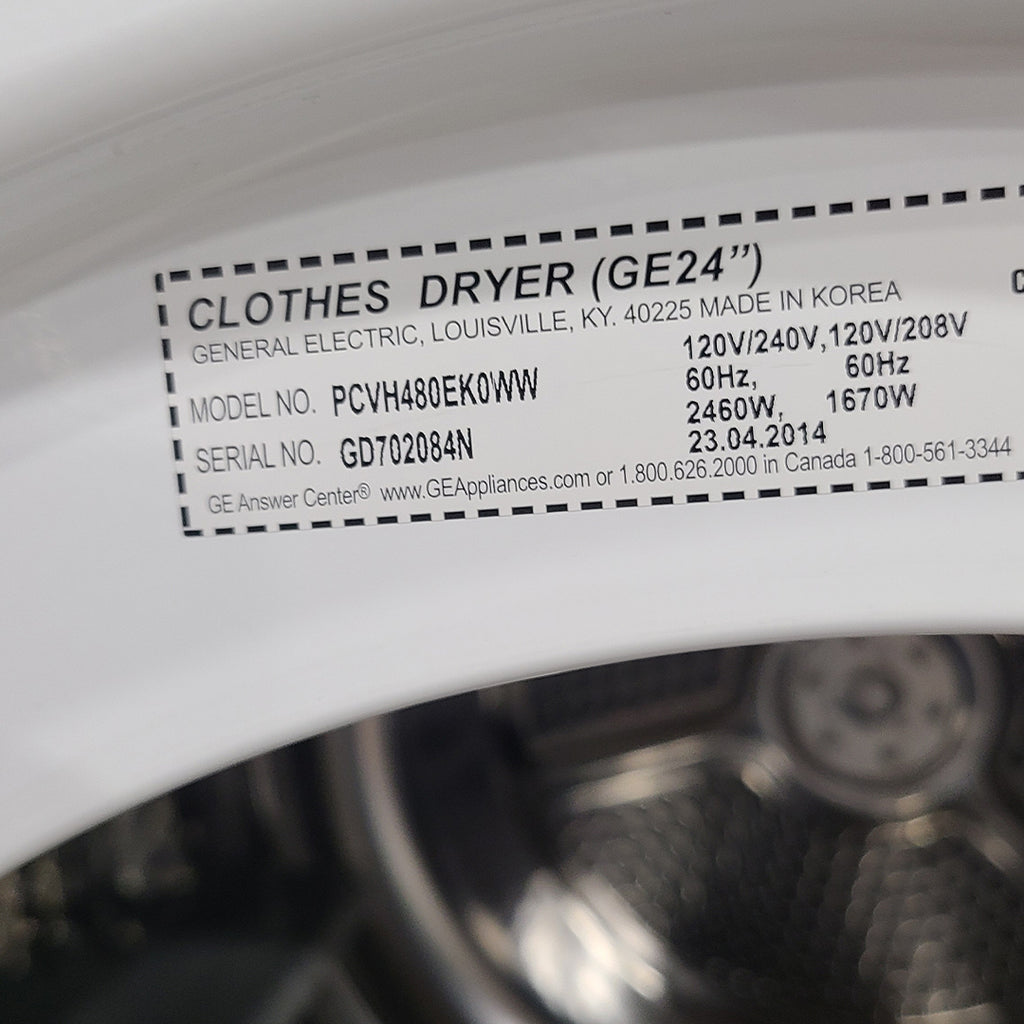 CLOTHES DRYER (GE24")
GENERAL ELECTRIC, LOUISVILLE, KY. 40225 MADE IN KOREA
MODEL NO. PCVH480EK0WW
SERIAL NO. GD702084N
120V/240V, 120V/208V
60Hz, 60Hz
2460W, 1670W
23.04.2014
GE Answer Center® www.GEAppliances.com or 1.800.626.2000 in Canada 1-800-561-3344